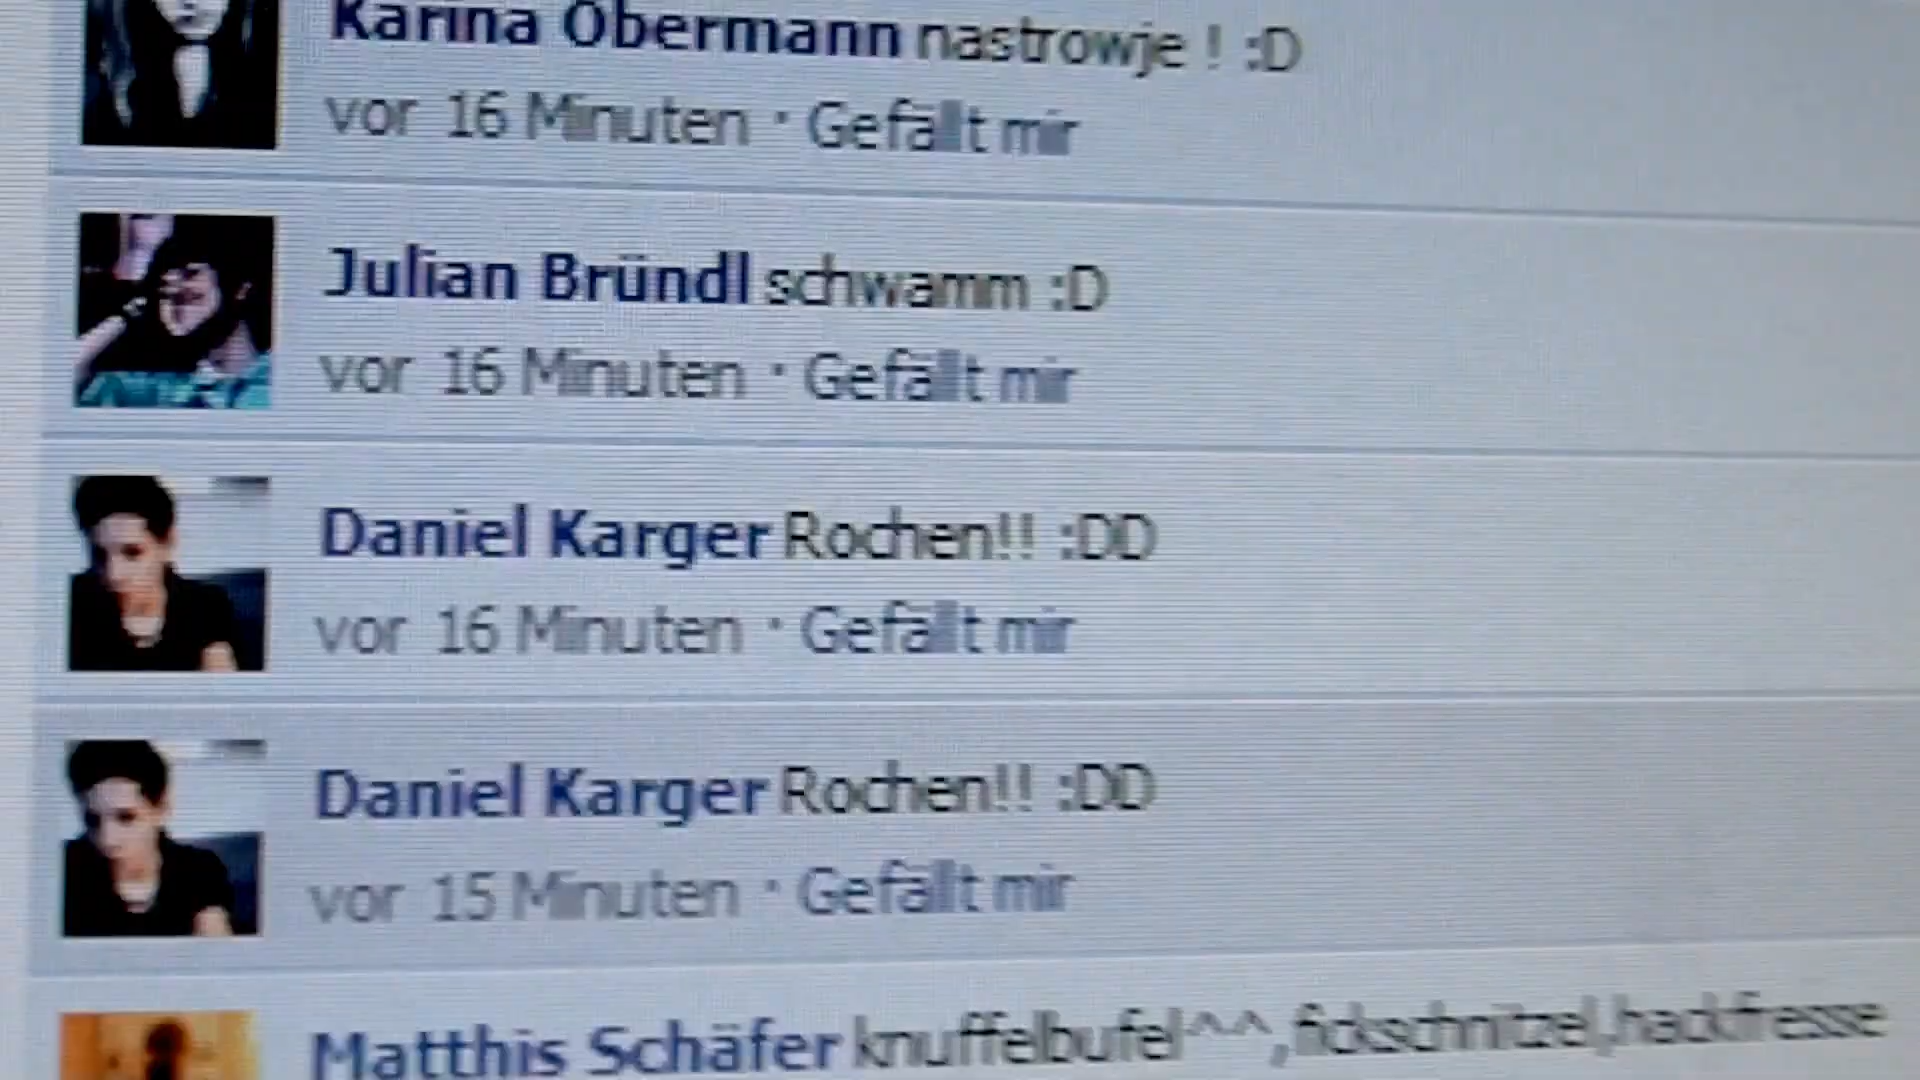 Karina Obermann nastrowje ! :D
vor 16 Minuten · Gefällt mir
Julian Bründl schwamm :D
vor 16 Minuten · Gefällt mir
Daniel Karger Rochen!! :DD
vor 16 Minuten · Gefällt mir
Daniel Karger Rochen!! :DD
vor 15 Minuten · Gefällt mir
Matthis Schäfer knuffelbufel^^,fickschnitzel,hackfresse